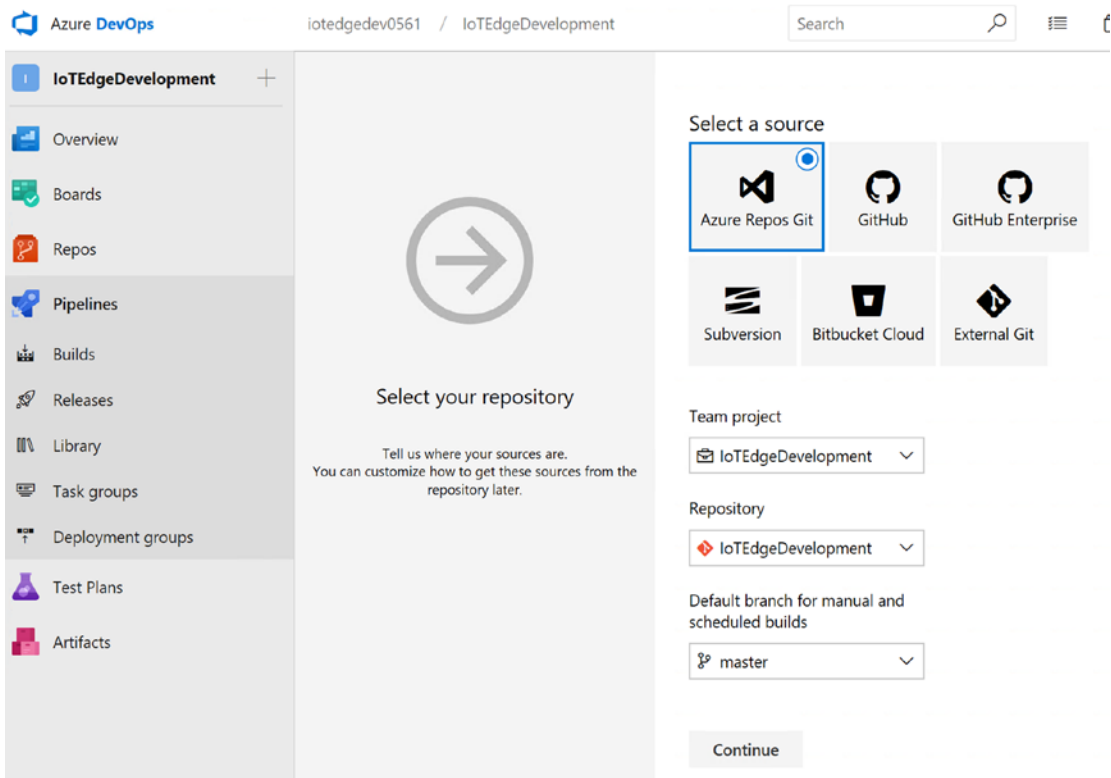 Azure DevOps
iotedgedev0561 / IoTEdgeDevelopment
Search
I
IoTEdgeDevelopment
Overview
Boards
Repos
Pipelines
Builds
Releases
Library
Task groups
Deployment groups
Test Plans
Artifacts
Select your repository
Tell us where your sources are.
You can customize how to get these sources from the
repository later.
Select a source
Azure Repos Git
GitHub
GitHub Enterprise
Subversion
Bitbucket Cloud
External Git
Team project
IoTEdgeDevelopment
Repository
IoTEdgeDevelopment
Default branch for manual and
scheduled builds
master
Continue